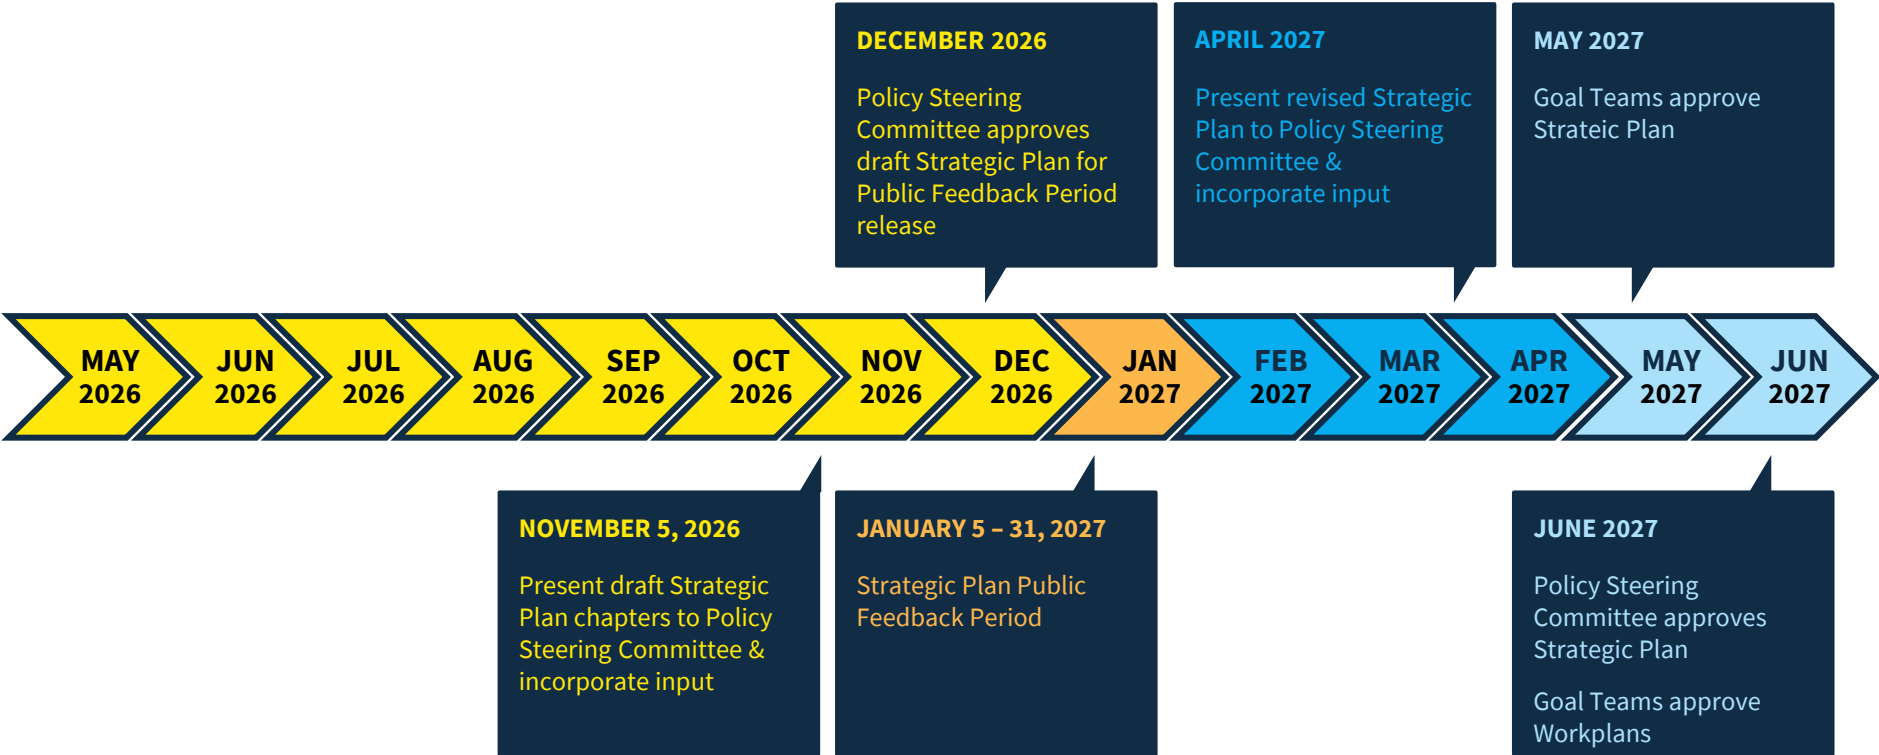 DECEMBER 2026
Policy Steering
Committee approves
draft Strategic Plan for
Public Feedback Period
release
APRIL 2027
Present revised Strategic
Plan to Policy Steering
Committee &
incorporate input
MAY 2027
Goal Teams approve
Strateic Plan
MAY
2026
JUN
2026
JUL
2026
AUG
2026
SEP
2026
OCT
2026
NOV
2026
DEC
2026
JAN
2027
FEB
2027
MAR
2027
APR
2027
MAY
2027
JUN
2027
NOVEMBER 5, 2026
Present draft Strategic
Plan chapters to Policy
Steering Committee &
incorporate input
JANUARY 5 – 31, 2027
Strategic Plan Public
Feedback Period
JUNE 2027
Policy Steering
Committee approves
Strategic Plan
Goal Teams approve
Workplans